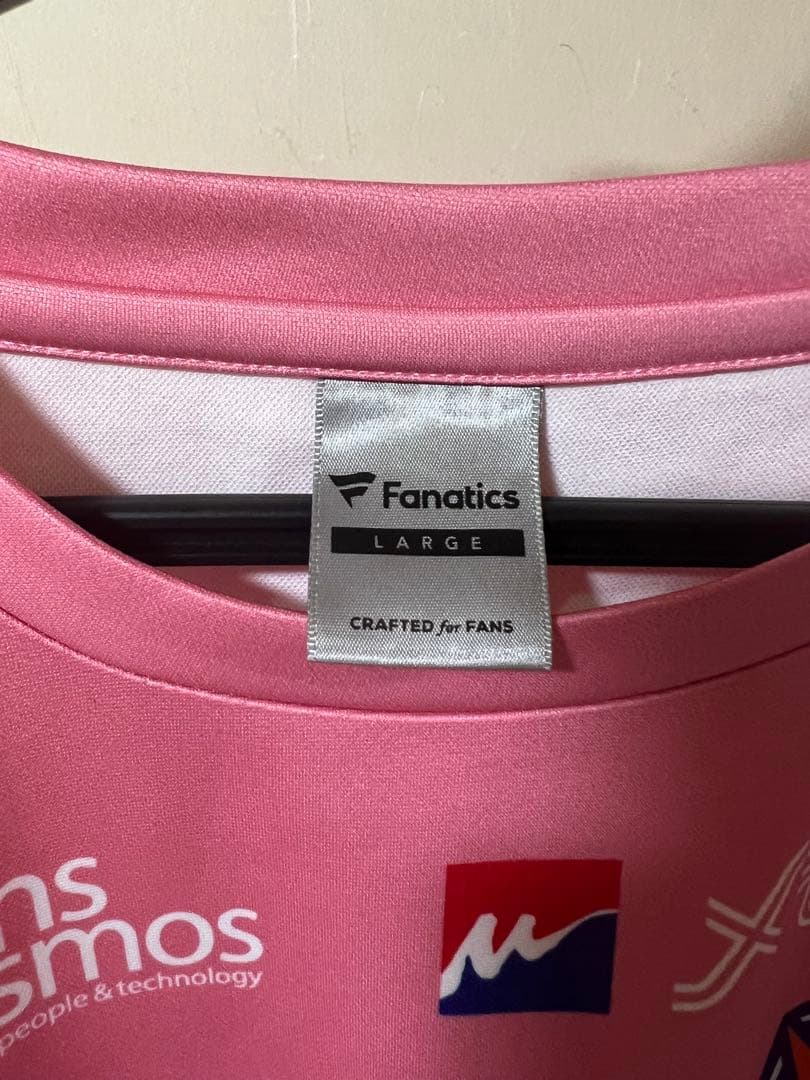 Fanatics
LARGE
CRAFTED for FANS
ns
smos
people & technology